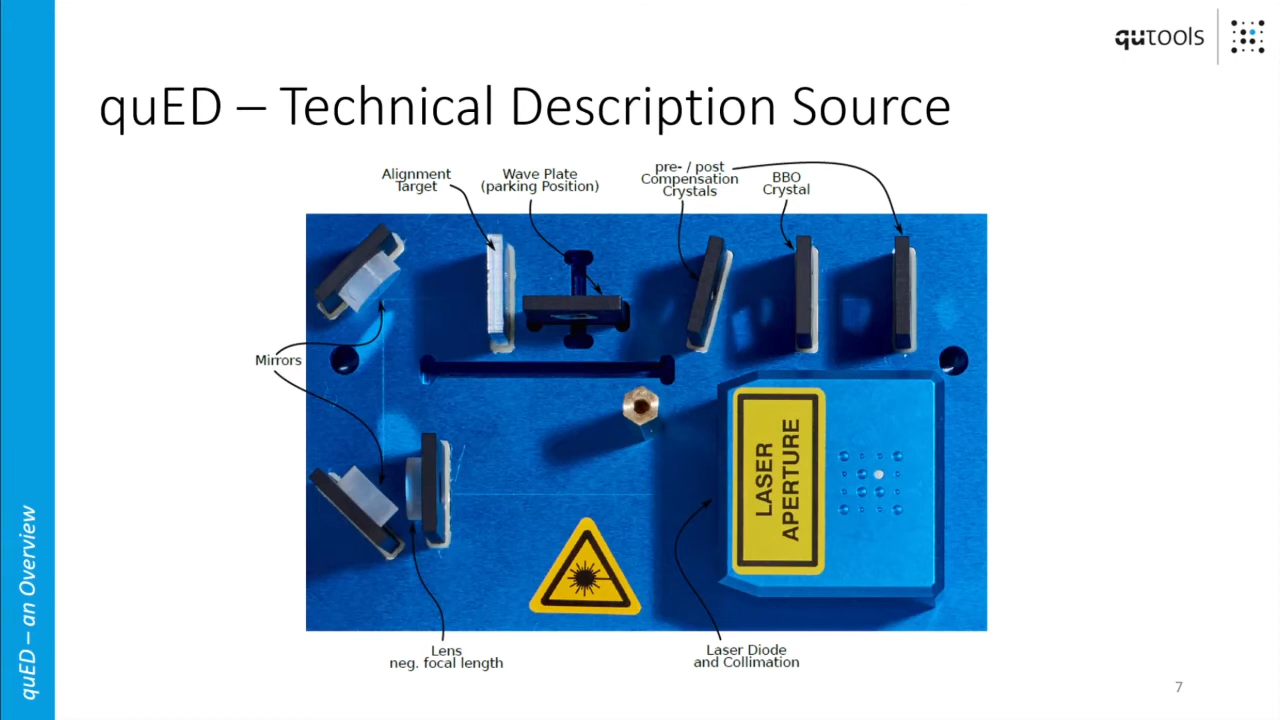 qutools
quED – Technical Description Source
Alignment
Target
Wave Plate
(parking Position)
pre- / post
Compensation
Crystals
BBO
Crystal
Mirrors
LASER
APERTURE
Lens
neg. focal length
Laser Diode
and Collimation
quED – an Overview
7